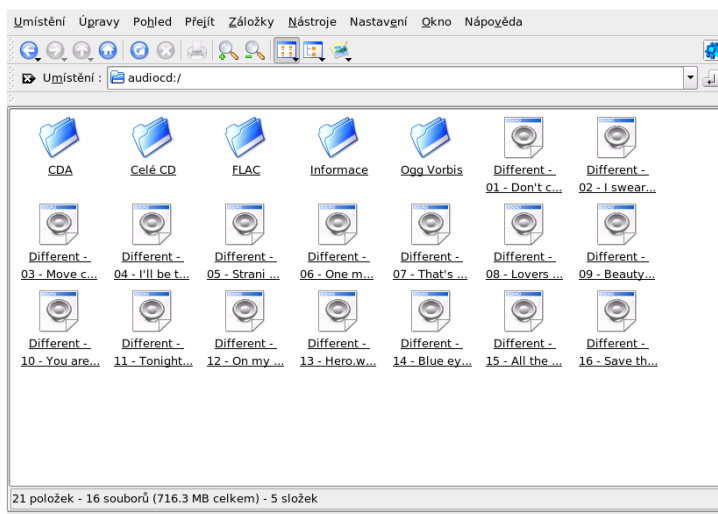 Umístění Úpravy Pohled Přejít Záložky Nástroje Nastavení Okno Nápověda
Umístění : audiocd:/
CDA Celé CD FLAC Informace Ogg Vorbis Different - Different -
01 - Don't c... 02 - I swear...
Different - Different - Different - Different - Different - Different - Different -
03 - Move c... 04 - I'll be t... 05 - Strani ... 06 - One m... 07 - That's ... 08 - Lovers ... 09 - Beauty...
Different - Different - Different - Different - Different - Different - Different -
10 - You are... 11 - Tonight... 12 - On my ... 13 - Hero.w... 14 - Blue ey... 15 - All the ... 16 - Save th...
21 položek - 16 souborů (716.3 MB celkem) - 5 složek